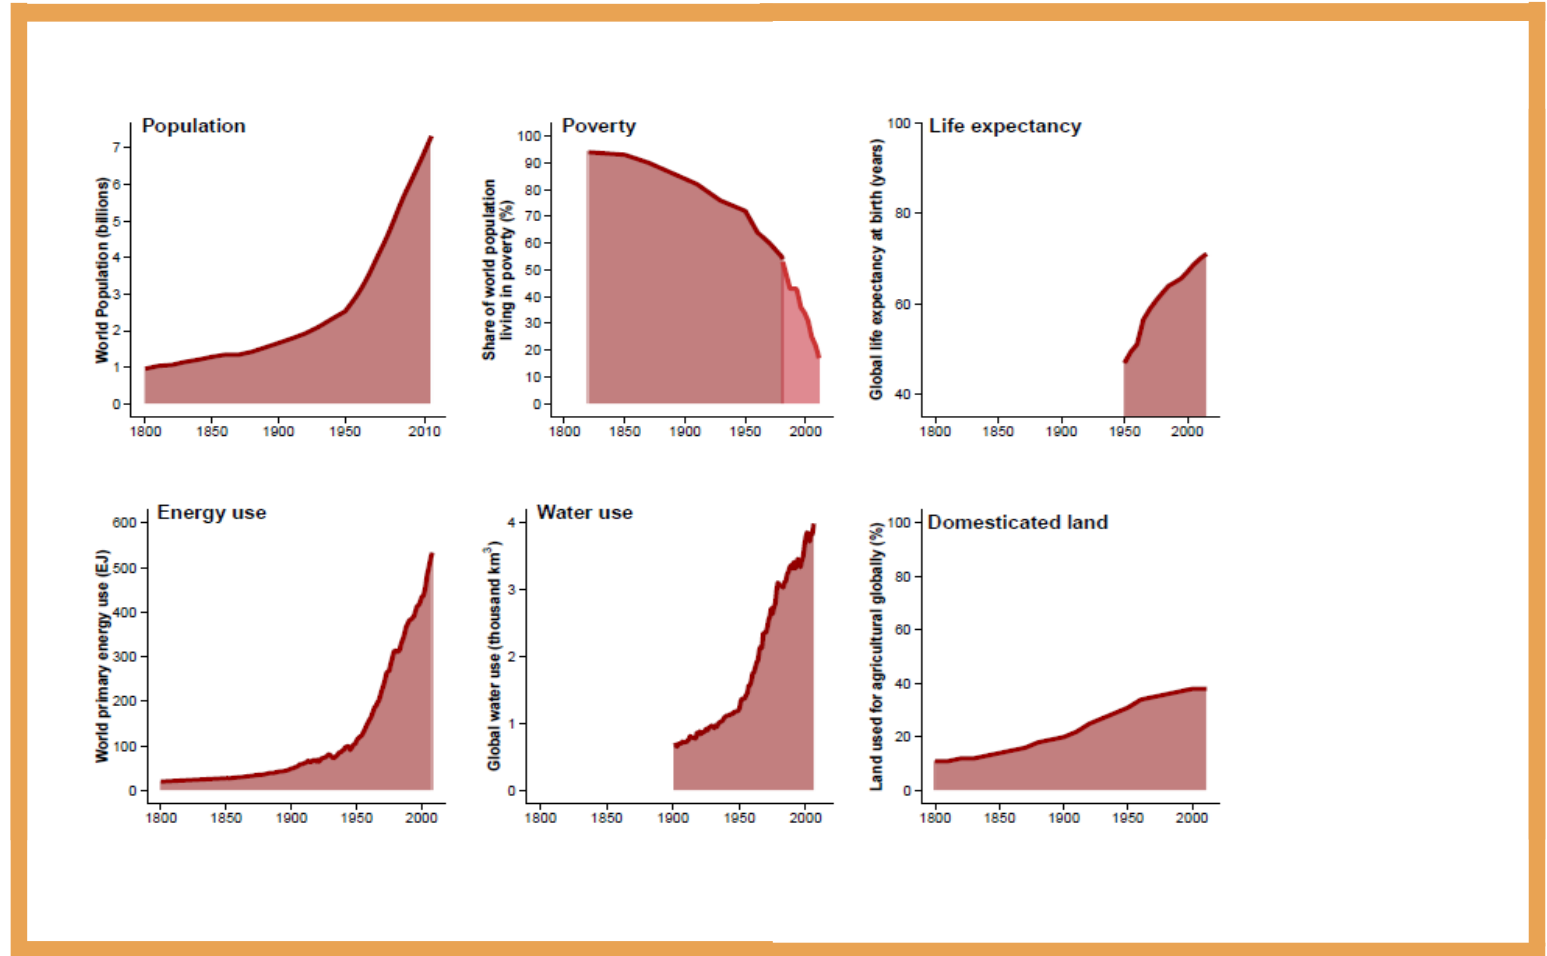 Population
World Population (billions)
7
6
5
4
3
2
1
0
1800 1850 1900 1950 2010
Poverty
Share of world population
living in poverty (%)
100
90
80
70
60
50
40
30
20
10
0
1800 1850 1900 1950 2000
Life expectancy
Global life expectancy at birth (years)
100
80
60
40
1800 1850 1900 1950 2000
Energy use
World primary energy use (EJ)
600
500
400
300
200
100
0
1800 1850 1900 1950 2000
Water use
Global water use (thousand km³)
4
3
2
1
0
1800 1850 1900 1950 2000
Domesticated land
Land used for agricultural globally (%)
100
80
60
40
20
0
1800 1850 1900 1950 2000